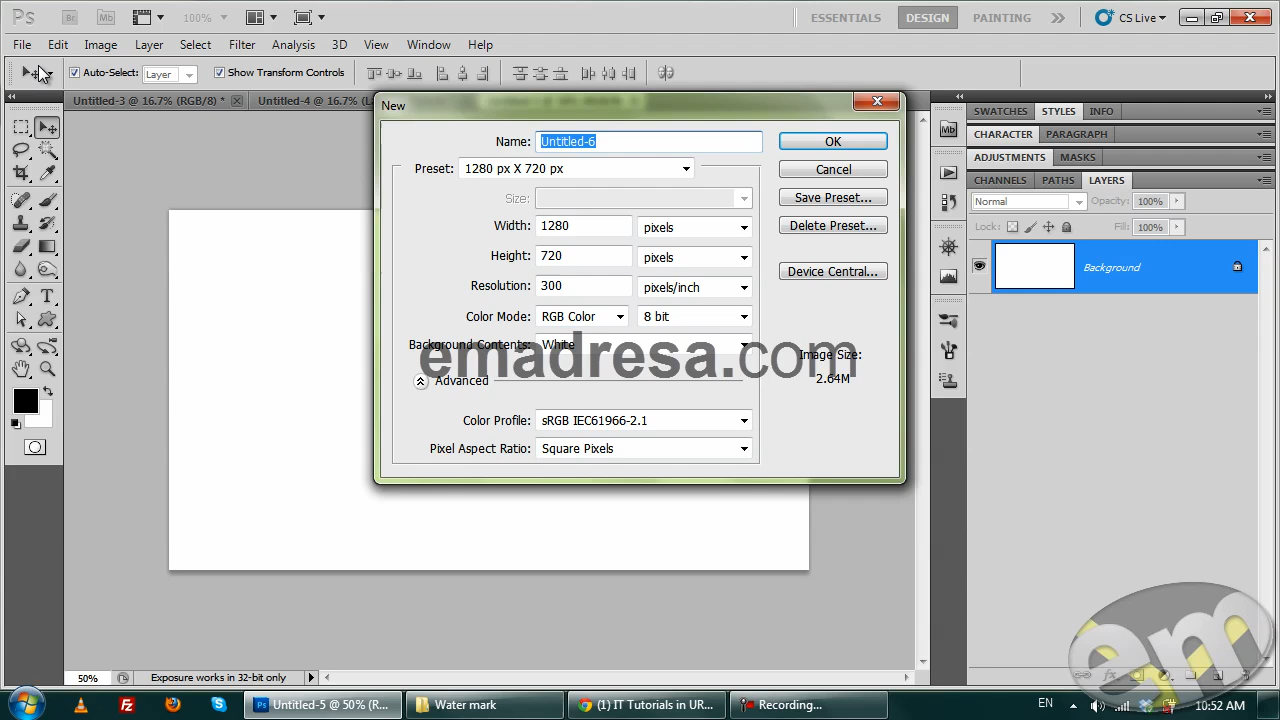 Ps Br Mb 100% ESSENTIALS DESIGN PAINTING CS Live
File Edit Image Layer Select Filter Analysis 3D View Window Help
Auto-Select: Layer Show Transform Controls
Untitled-3 @ 16.7% (RGB/8) * Untitled-4 @ 16.7% (L
New
Name: Untitled-6 OK
Preset: 1280 px X 720 px Cancel
Size: Save Preset...
Width: 1280 pixels Delete Preset...
Height: 720 pixels
Device Central...
Resolution: 300 pixels/inch
Color Mode: RGB Color 8 bit
Background Contents: White
emadresa.com
Image Size:
2.64M
Advanced
Color Profile: sRGB IEC61966-2.1
Pixel Aspect Ratio: Square Pixels
SWATCHES STYLES INFO
Mb CHARACTER PARAGRAPH
ADJUSTMENTS MASKS
CHANNELS PATHS LAYERS
Normal Opacity: 100%
Lock: Fill: 100%
Background
em
50% Exposure works in 32-bit only
Untitled-5 @ 50% (R... Water mark (1) IT Tutorials in UR... Recording... EN 10:52 AM